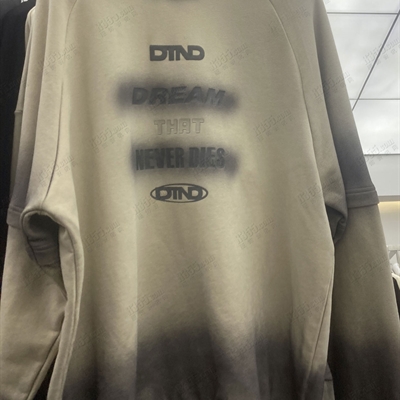 DTND
DREAM
THAT
NEVER DIES
DTND